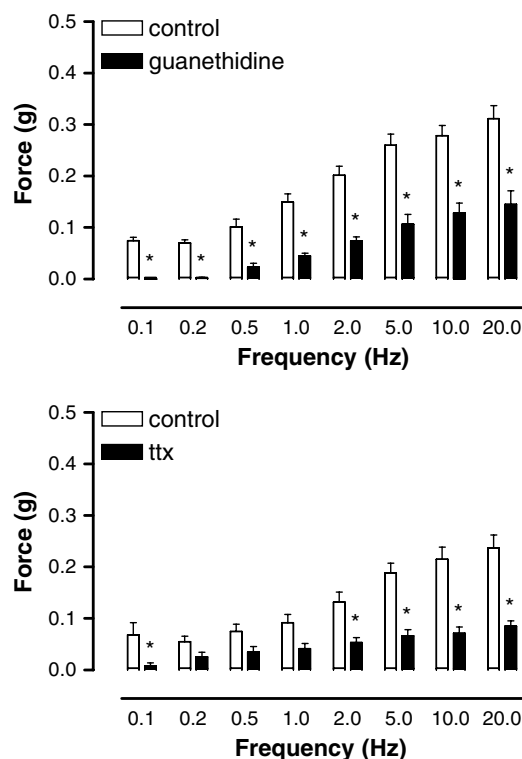 0.5
control
guanethidine
0.4
0.3
0.2
0.1
0.0
Force (g)
* * * * * * * *
0.1 0.2 0.5 1.0 2.0 5.0 10.0 20.0
Frequency (Hz)
0.5
control
ttx
0.4
0.3
0.2
0.1
0.0
Force (g)
* * * * *
0.1 0.2 0.5 1.0 2.0 5.0 10.0 20.0
Frequency (Hz)